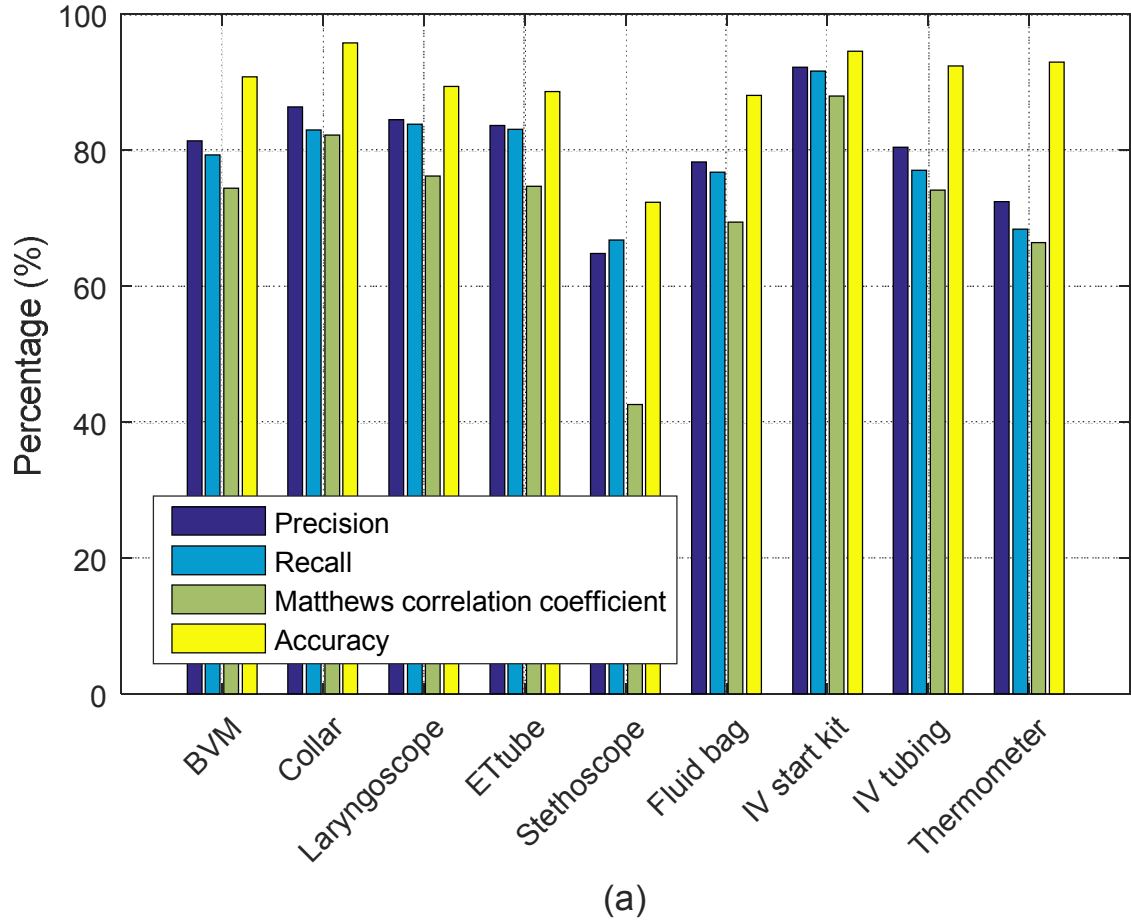 100
80
60
40
20
0
Percentage (%)
Precision
Recall
Matthews correlation coefficient
Accuracy
BVM
Collar
Laryngoscope
ETtube
Stethoscope
Fluid bag
IV start kit
IV tubing
Thermometer
(a)